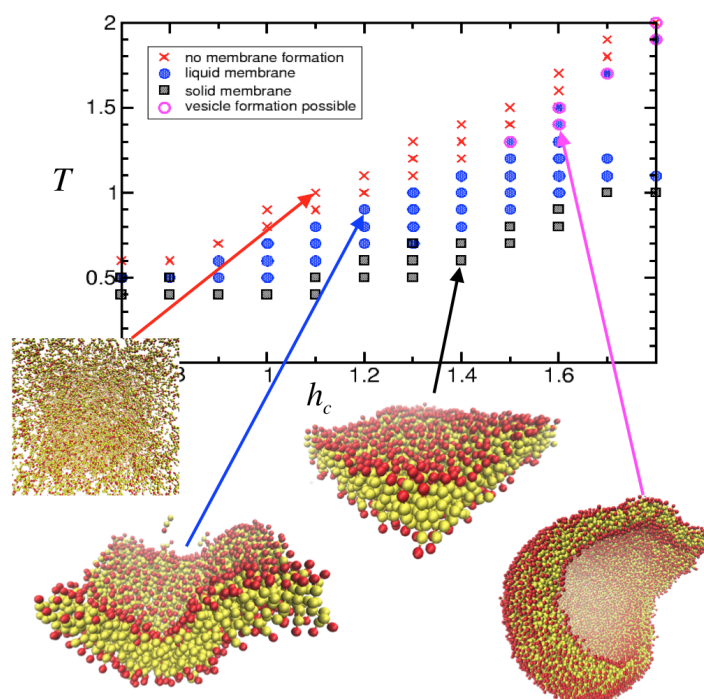 2
no membrane formation
liquid membrane
solid membrane
vesicle formation possible
1.5
T
1
0.5
1
1.2
1.4
1.6
h_c